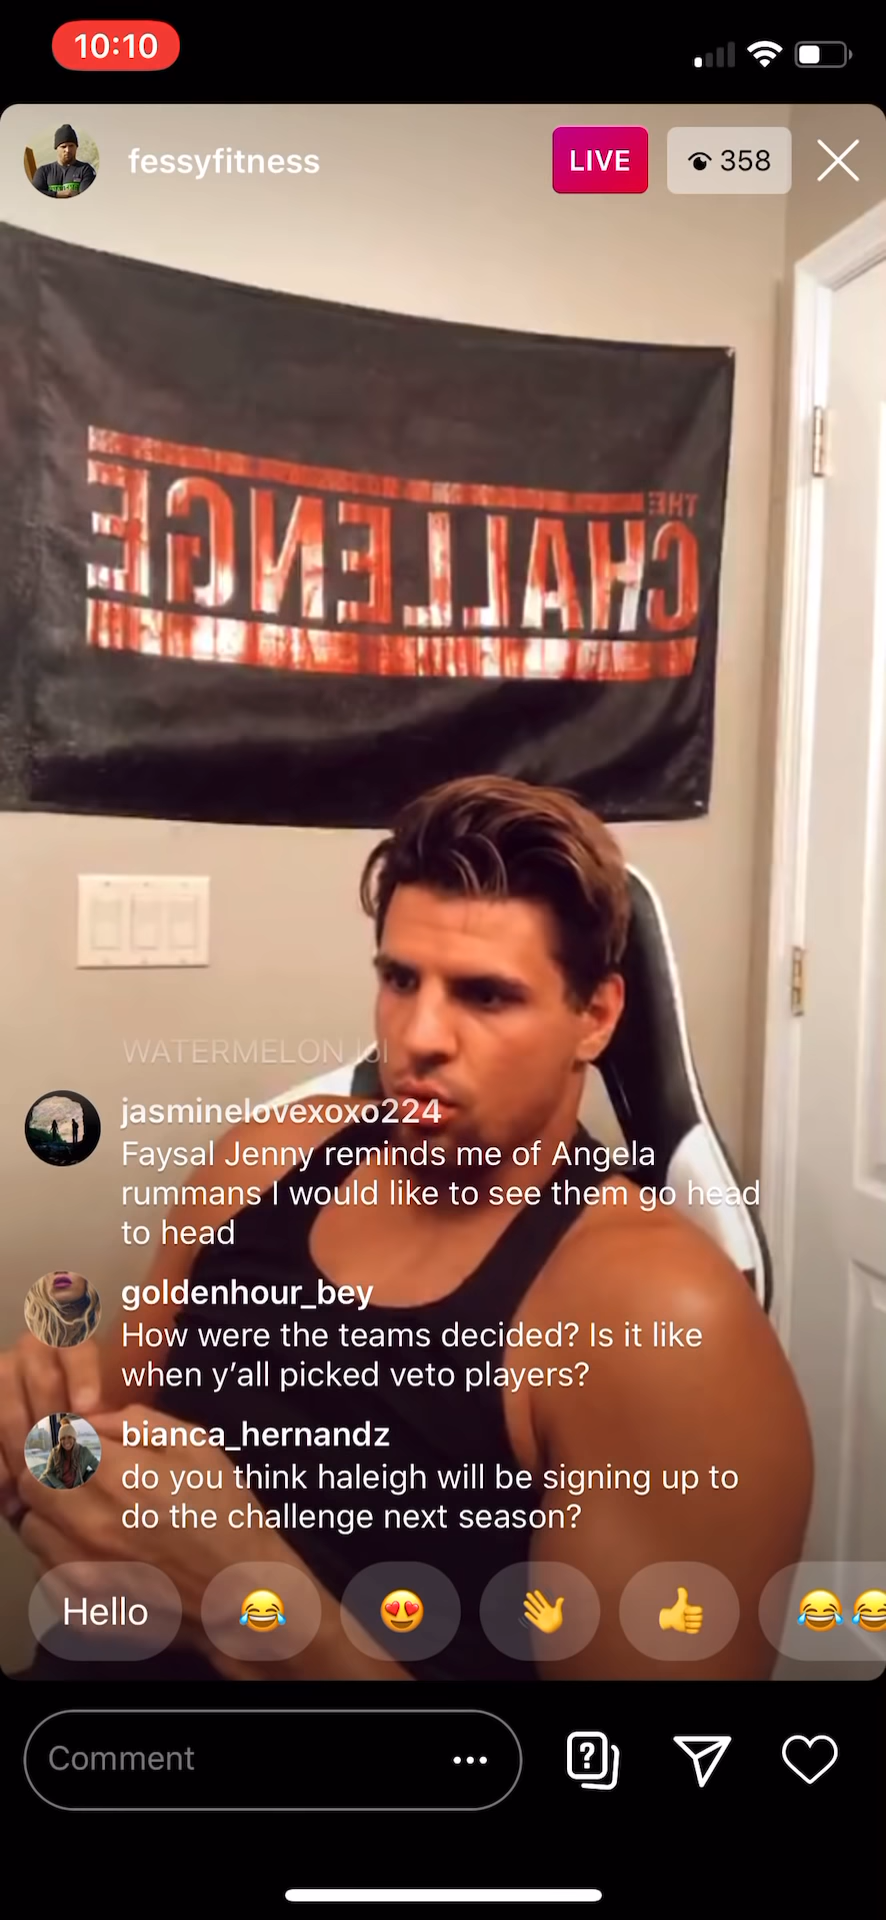 10:10
fessyfitness
LIVE
358
THE
CHALLENGE
WATERMELON lol
jasminelovexoxo224
Faysal Jenny reminds me of Angela
rummans I would like to see them go head
to head
goldenhour_bey
How were the teams decided? Is it like
when y’all picked veto players?
bianca_hernandz
do you think haleigh will be signing up to
do the challenge next season?
Hello
Comment